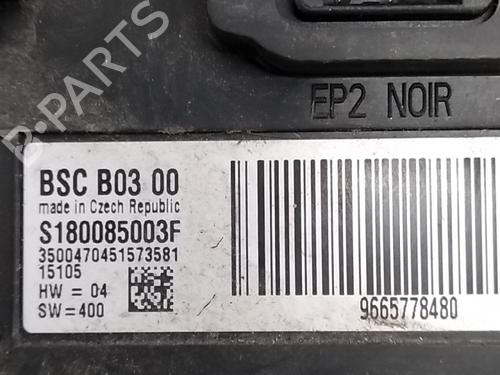 EP2 NOIR
BSC B03 00
made in Czech Republic
S180085003F
3500470451573581
15105
HW = 04
SW = 400
9665778480
B-PARTS